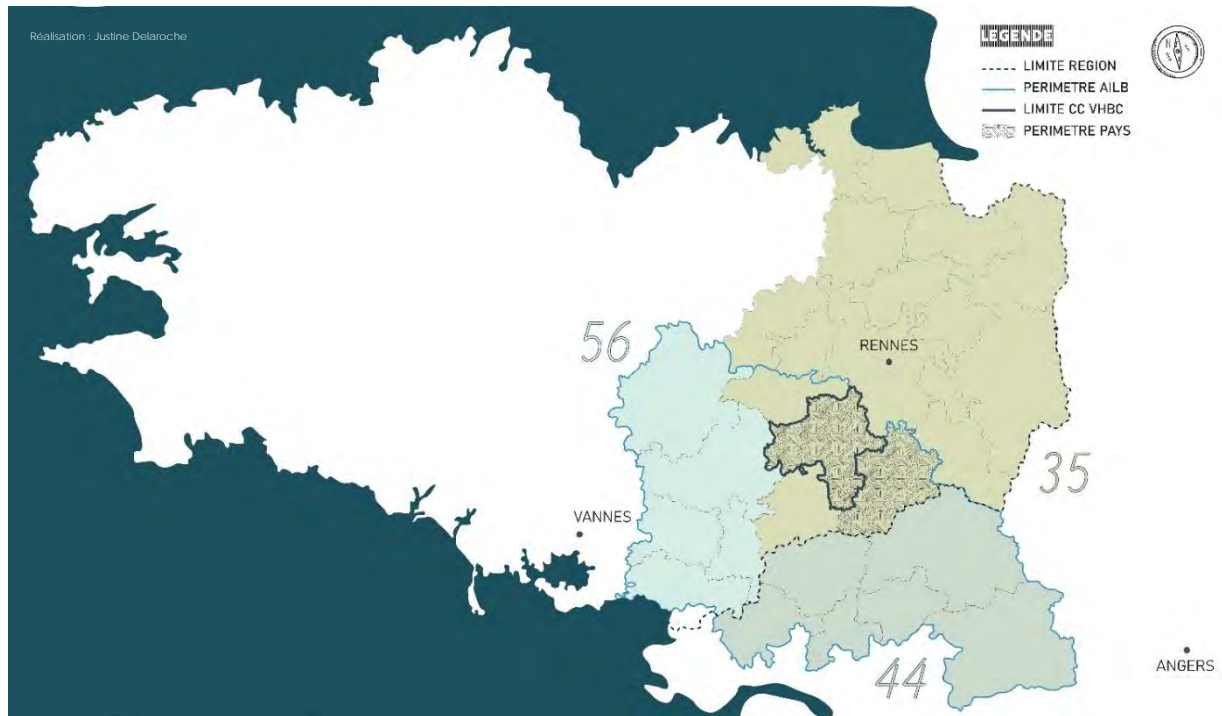 Réalisation : Justine Delaroche
LEGENDE
LIMITE REGION
PERIMETRE AILB
LIMITE CC VHBC
PERIMETRE PAYS
56
RENNES
35
VANNES
44
ANGERS